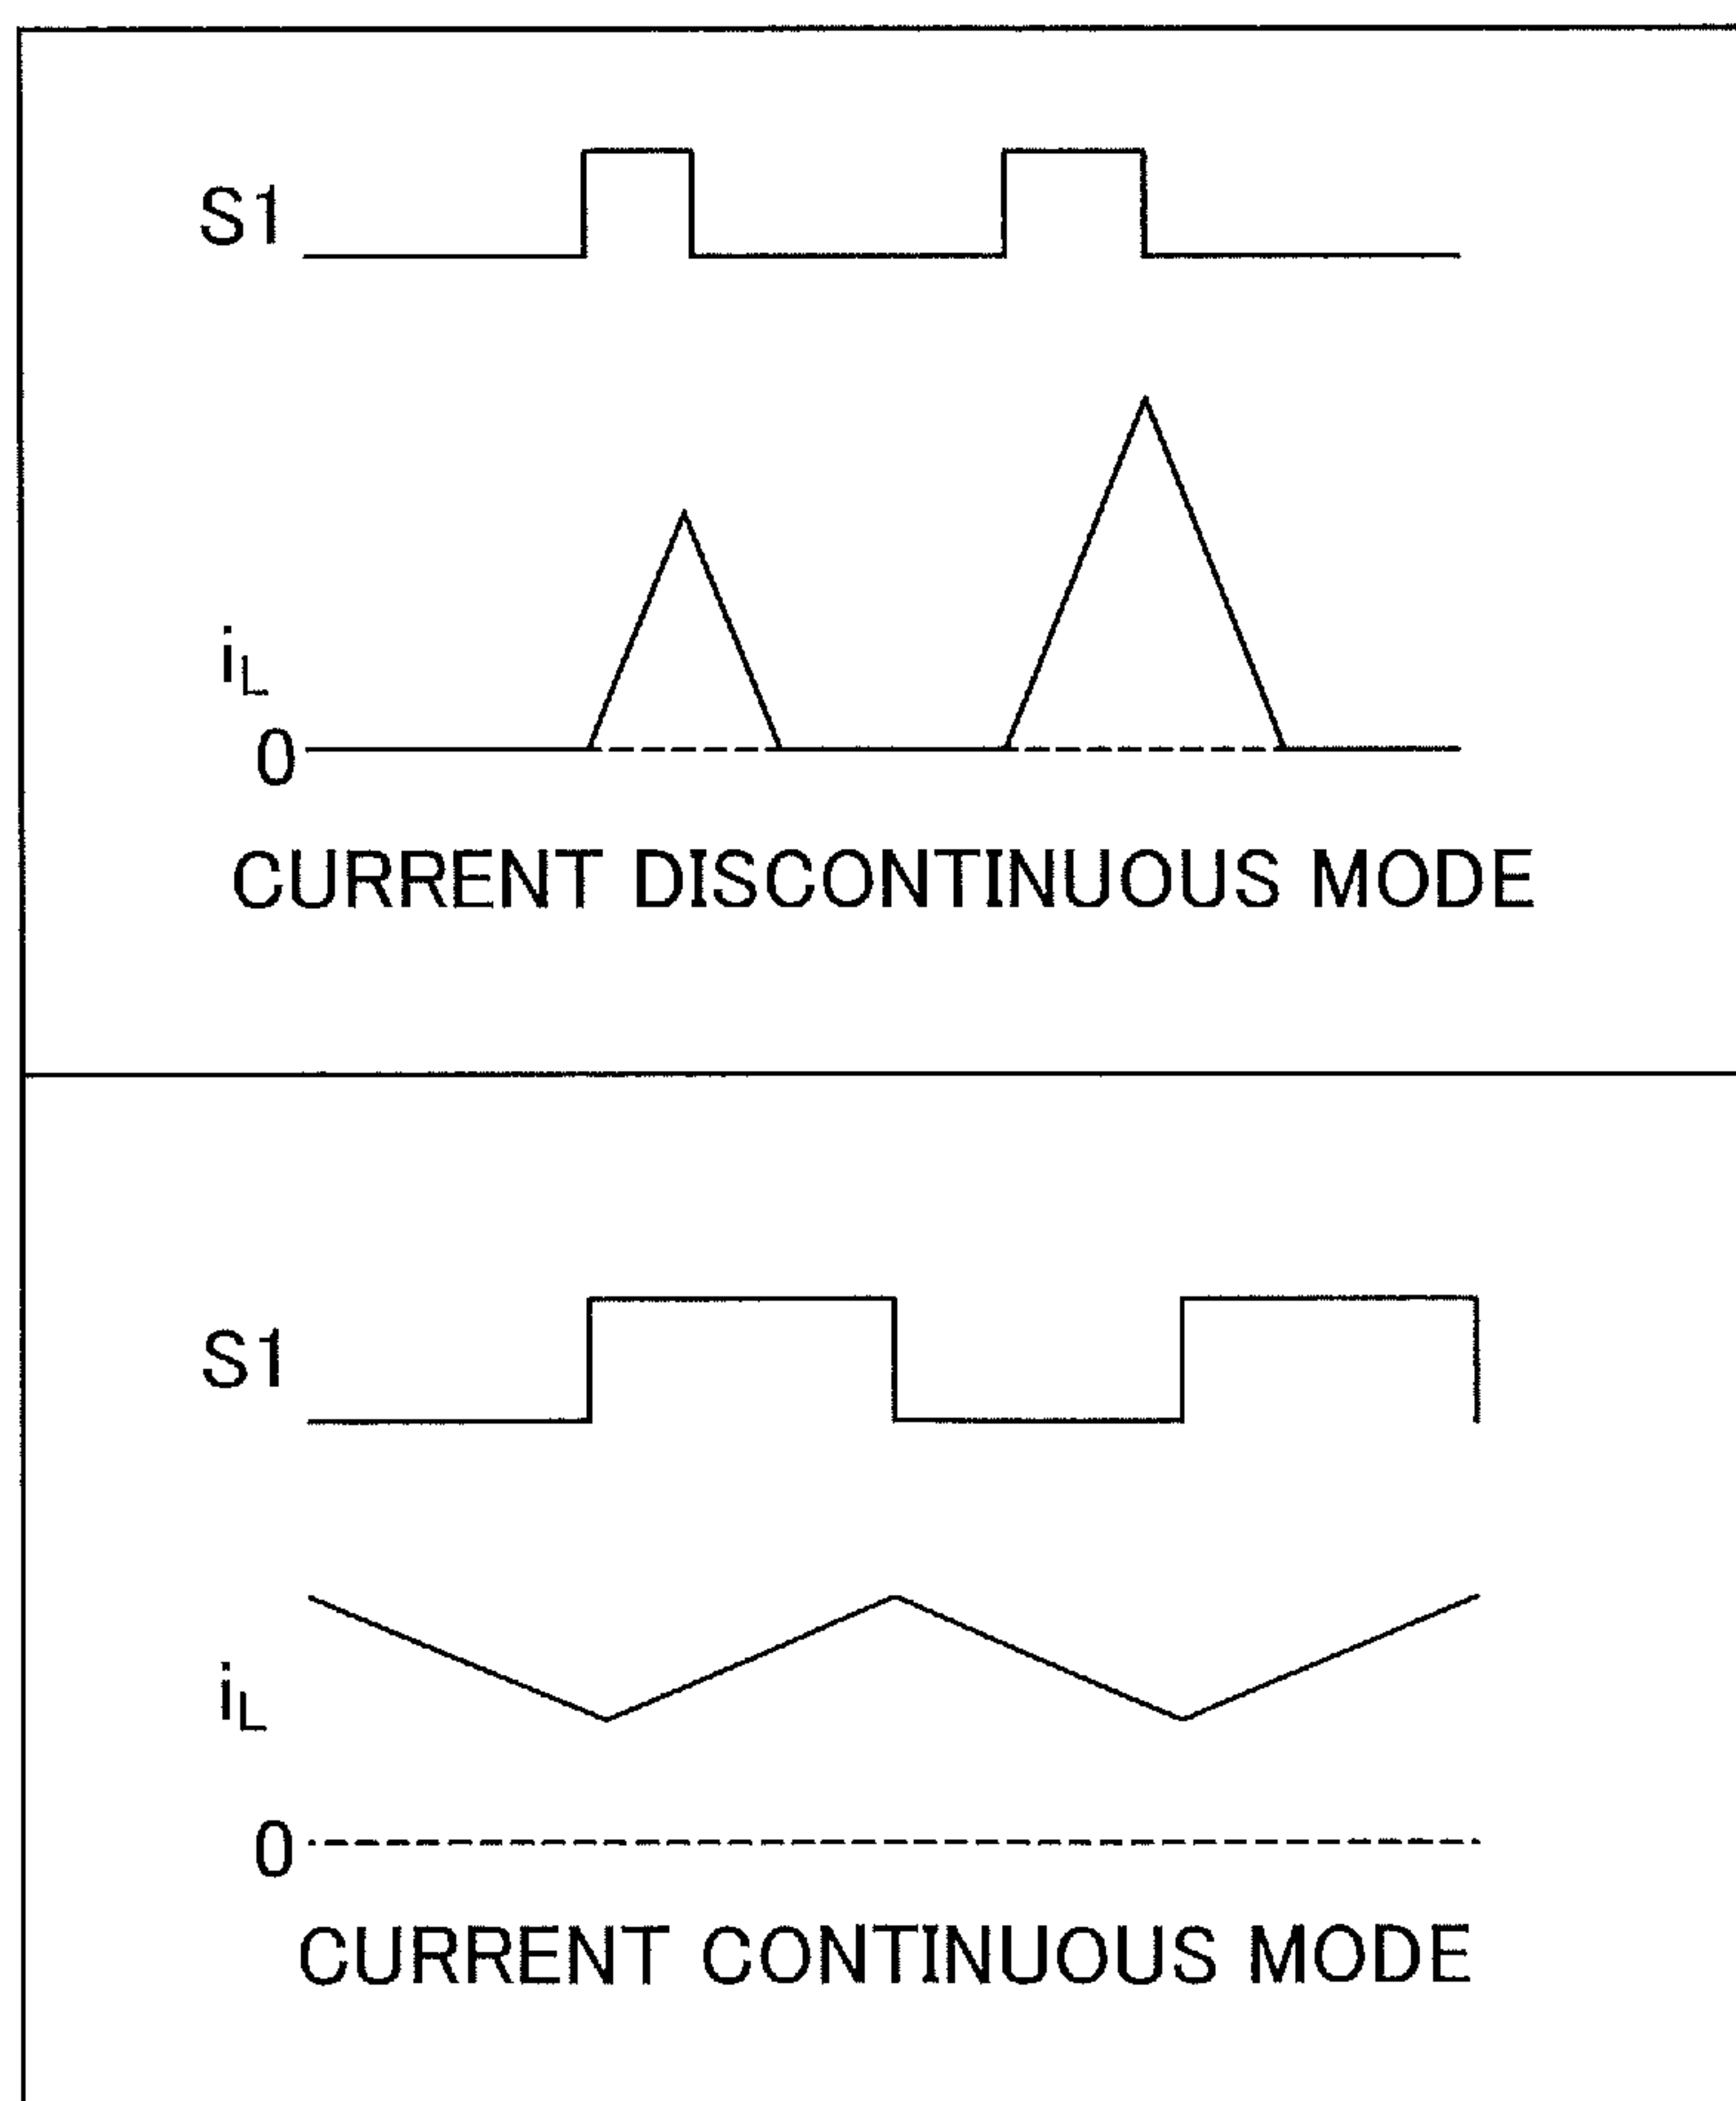 S1
iL
0
CURRENT DISCONTINUOUS MODE
S1
iL
0
CURRENT CONTINUOUS MODE